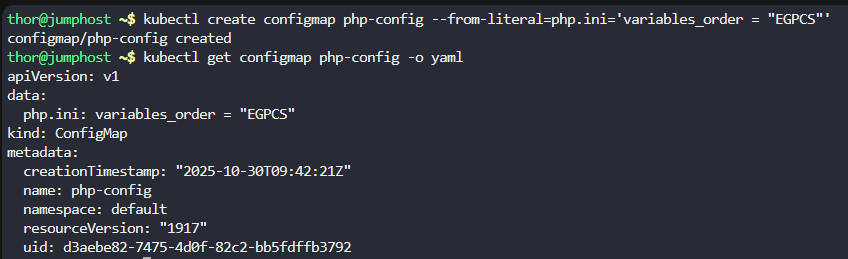 thor@jumphost ~$ kubectl create configmap php-config --from-literal=php.ini='variables_order = "EGPCS"'
configmap/php-config created
thor@jumphost ~$ kubectl get configmap php-config -o yaml
apiVersion: v1
data:
  php.ini: variables_order = "EGPCS"
kind: ConfigMap
metadata:
  creationTimestamp: "2025-10-30T09:42:21Z"
  name: php-config
  namespace: default
  resourceVersion: "1917"
  uid: d3aebe82-7475-4d0f-82c2-bb5fdffb3792